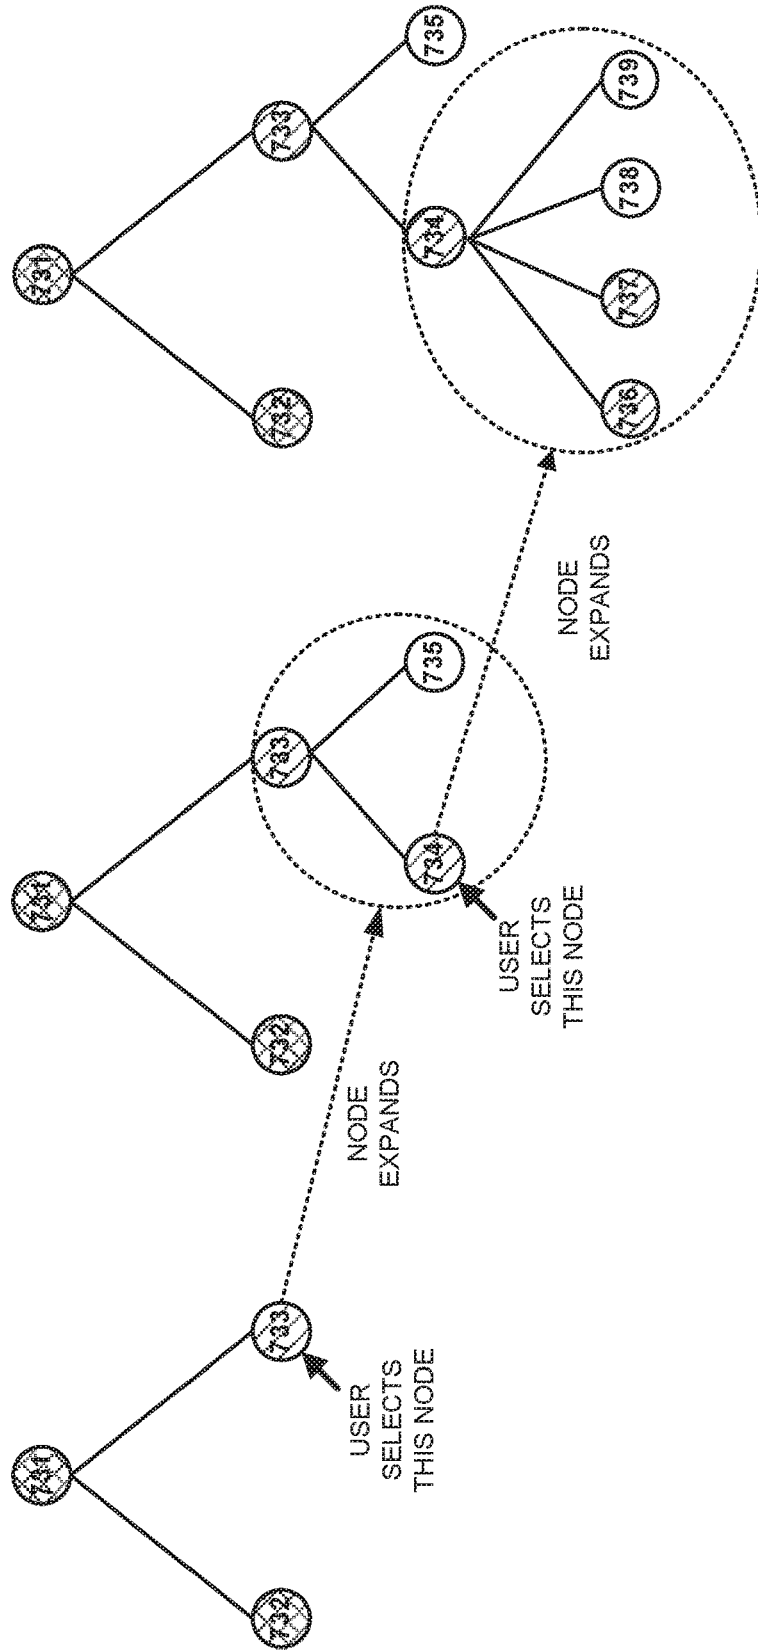 731
732
733
USER
SELECTS
THIS NODE
NODE
EXPANDS
731
732
733
734
735
USER
SELECTS
THIS NODE
NODE
EXPANDS
731
732
733
734
735
736
737
738
739